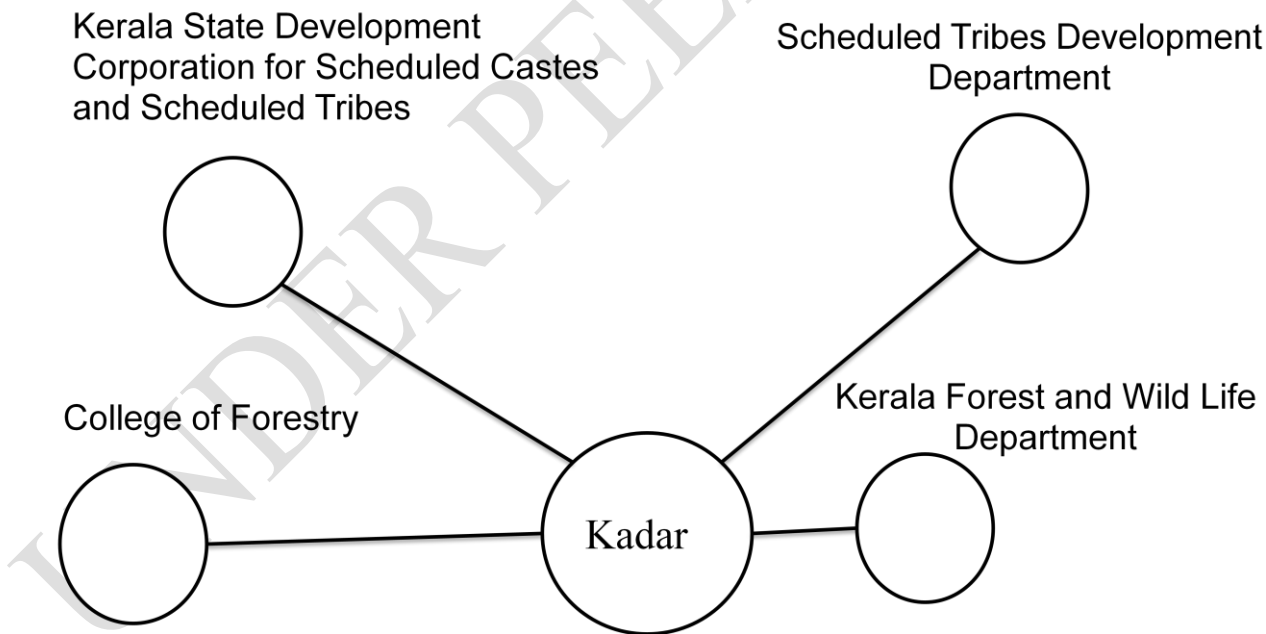 Kerala State Development
Corporation for Scheduled Castes
and Scheduled Tribes
Scheduled Tribes Development
Department
College of Forestry
Kerala Forest and Wild Life
Department
Kadar
UNDER PEE